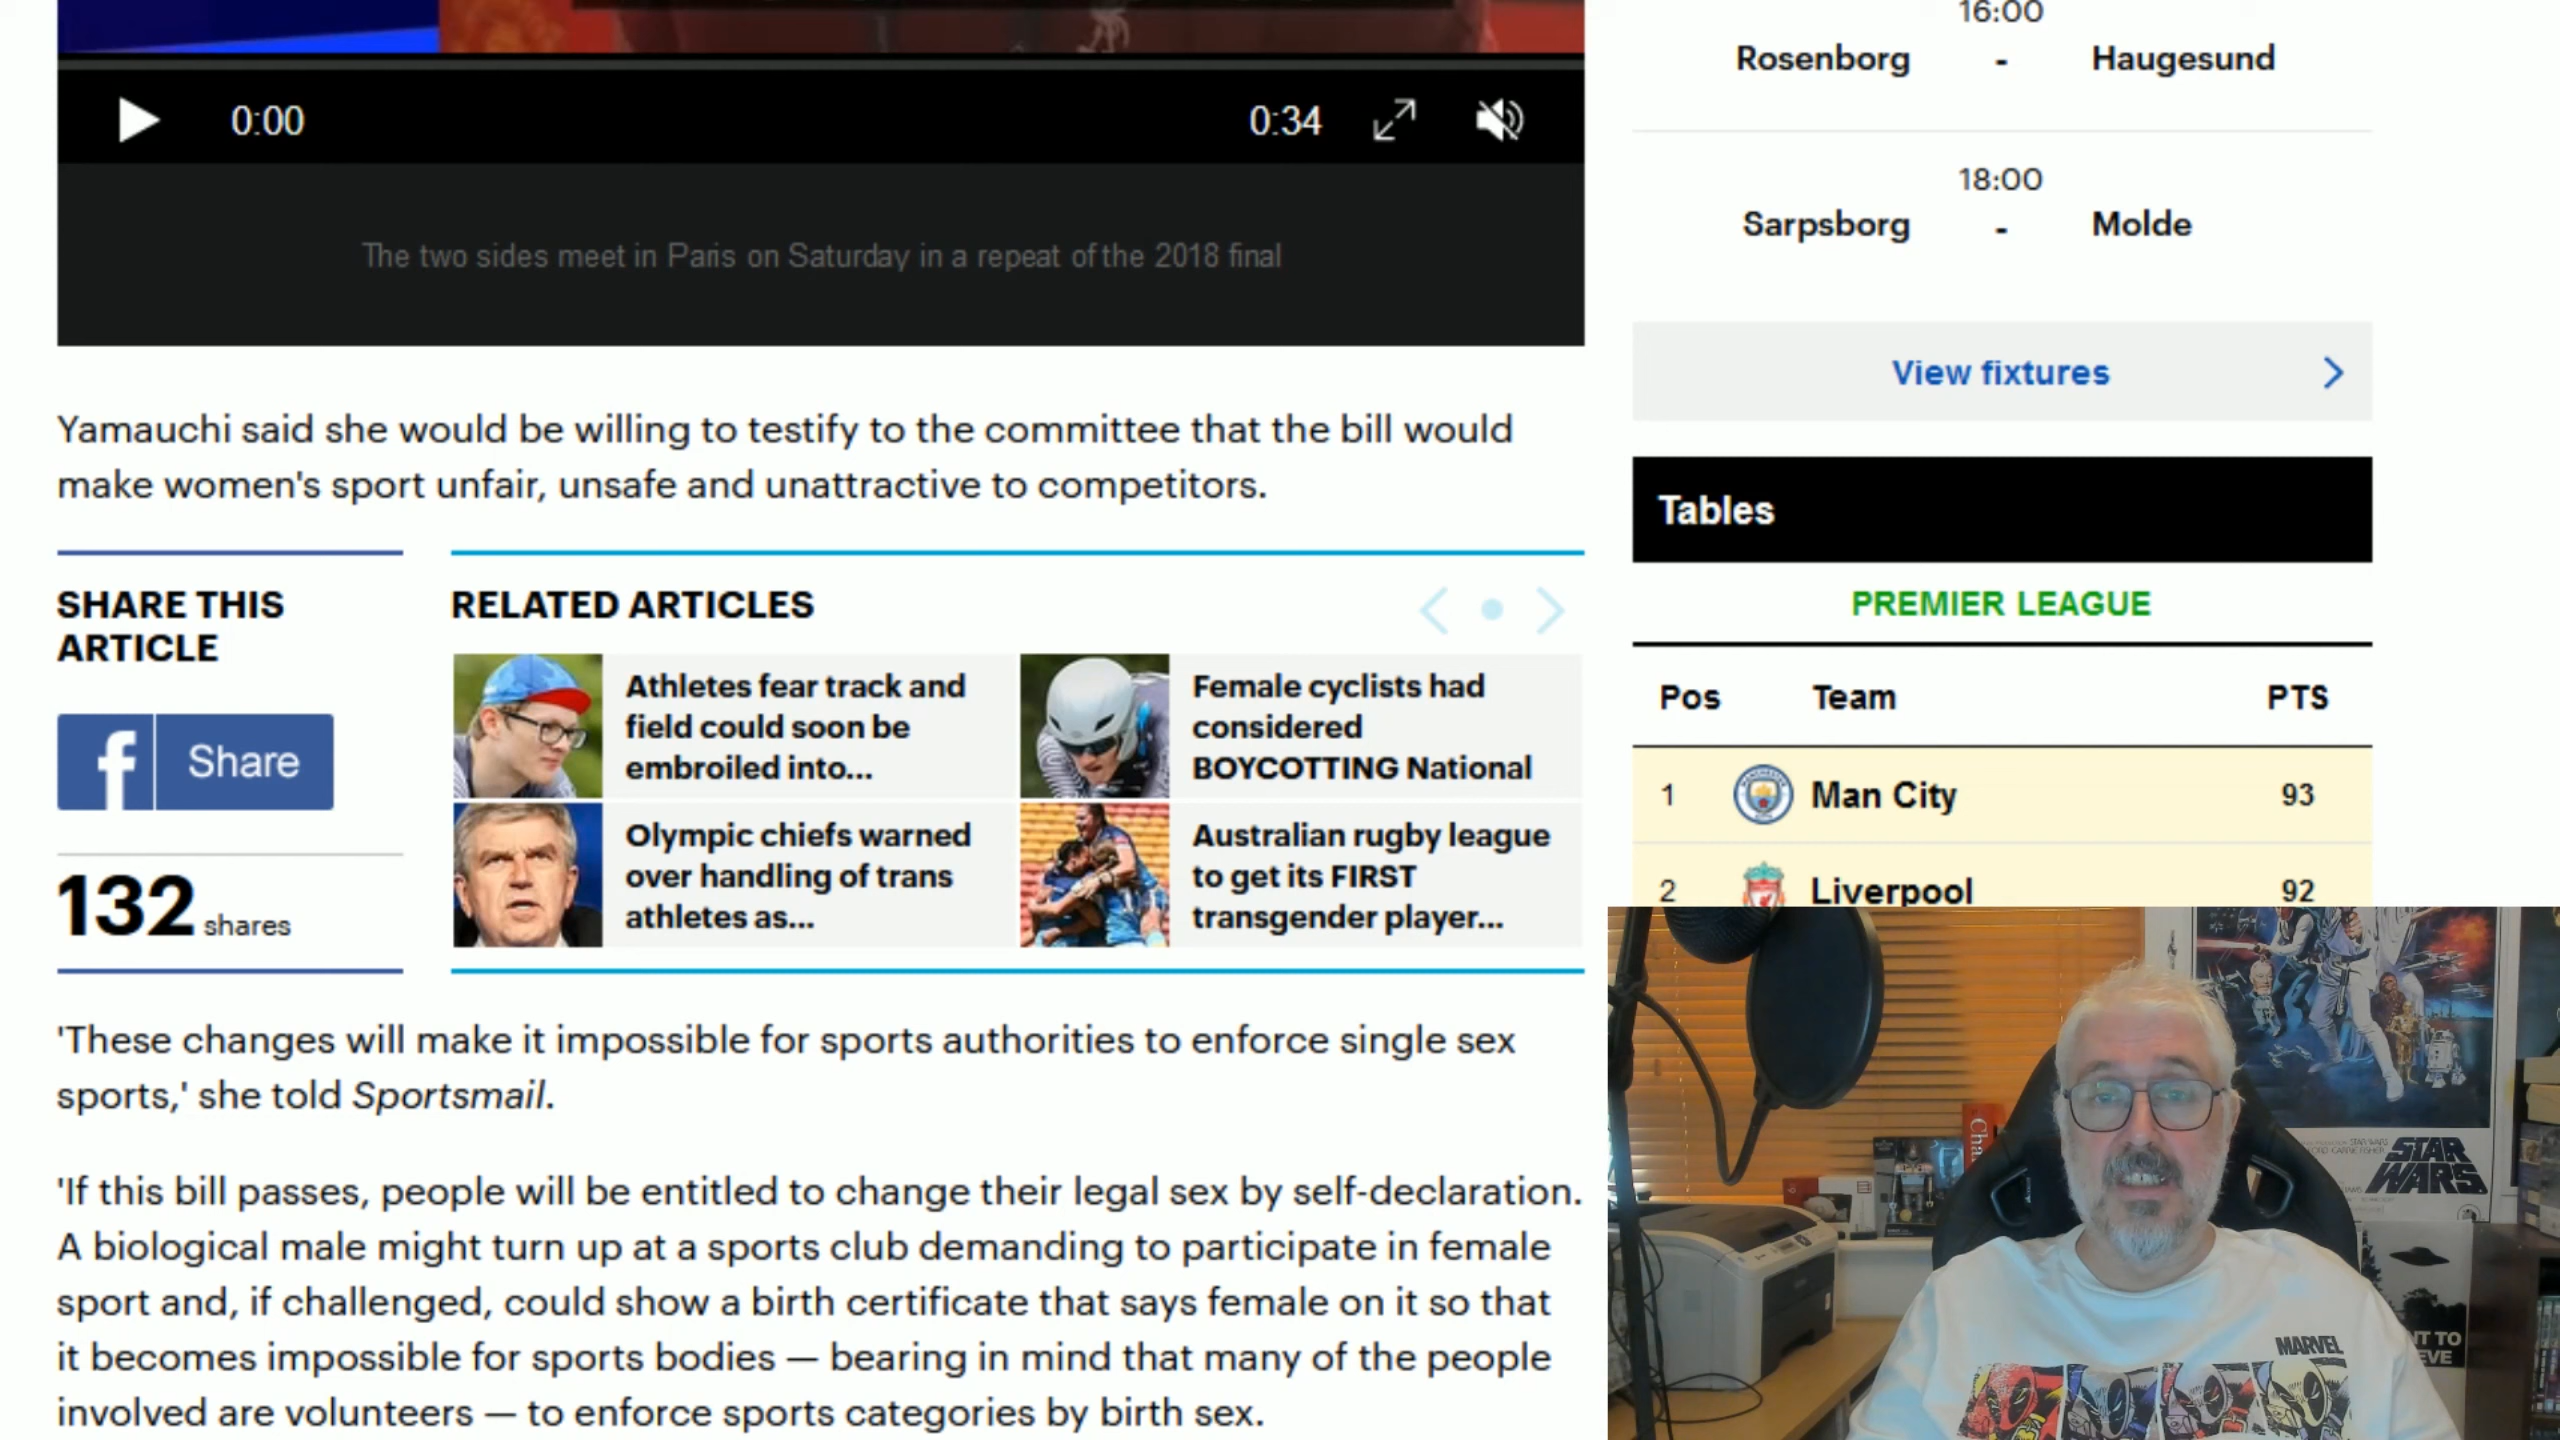 0:00
0:34
The two sides meet in Paris on Saturday in a repeat of the 2018 final
Yamauchi said she would be willing to testify to the committee that the bill would
make women's sport unfair, unsafe and unattractive to competitors.
SHARE THIS
ARTICLE
f Share
132 shares
RELATED ARTICLES
Athletes fear track and
field could soon be
embroiled into...
Female cyclists had
considered
BOYCOTTING National
Olympic chiefs warned
over handling of trans
athletes as...
Australian rugby league
to get its FIRST
transgender player...
'These changes will make it impossible for sports authorities to enforce single sex
sports,' she told Sportsmail.
'If this bill passes, people will be entitled to change their legal sex by self-declaration.
A biological male might turn up at a sports club demanding to participate in female
sport and, if challenged, could show a birth certificate that says female on it so that
it becomes impossible for sports bodies — bearing in mind that many of the people
involved are volunteers — to enforce sports categories by birth sex.
16:00
Rosenborg - Haugesund
18:00
Sarpsborg - Molde
View fixtures
Tables
PREMIER LEAGUE
Pos Team PTS
1 Man City 93
2 Liverpool 92
STAR
WARS
MARVEL